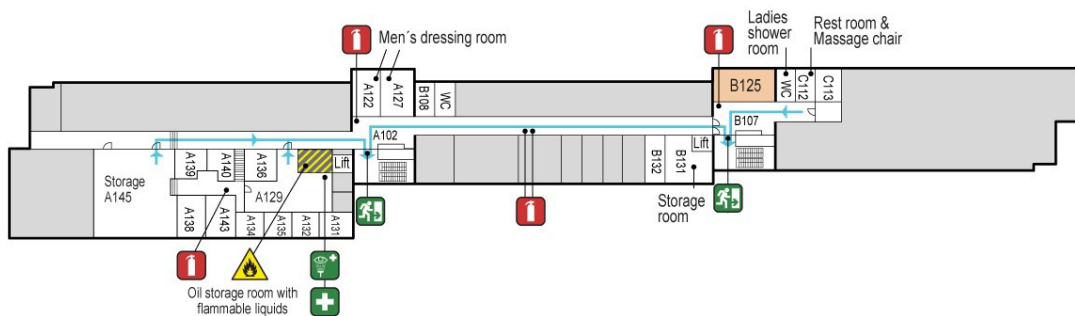 Men´s dressing room
Ladies
shower
room
Rest room &
Massage chair
A122
A127
B108
WC
B125
WC
C112
C113
A102
B107
Lift
Lift
A139
A140
A136
Storage
A145
A129
B132
B131
Storage
room
A138
A143
A134
A135
A132
A131
Oil storage room with
flammable liquids